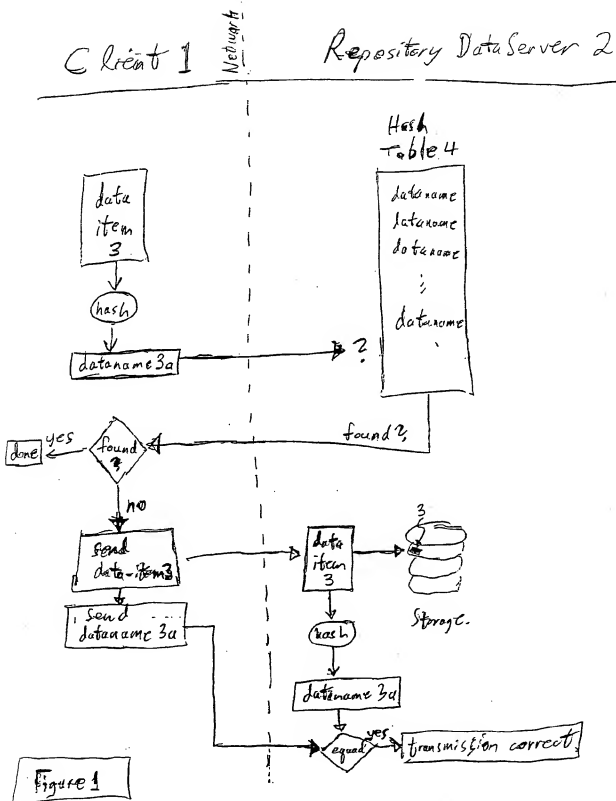 Client 1
Network
Repository DataServer 2
Hash
Table 4
data
item
3
dataname
dataname
dataname
dataname
hash
dataname 3a
?
found?
yes
done
found
?
no
send
data-item 3
data
item
3
3
Storage.
send
dataname 3a
hash
dataname 3a
equal
yes
transmission correct
Figure 1